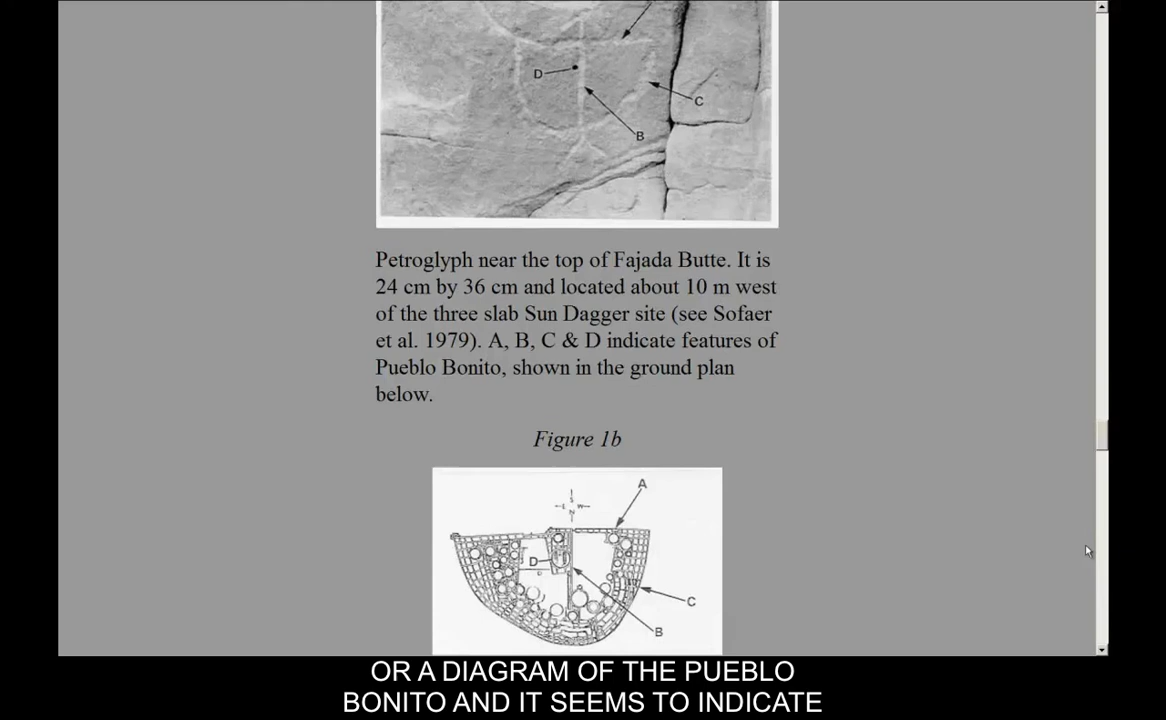 D
C
B
Petroglyph near the top of Fajada Butte. It is
24 cm by 36 cm and located about 10 m west
of the three slab Sun Dagger site (see Sofaer
et al. 1979). A, B, C & D indicate features of
Pueblo Bonito, shown in the ground plan
below.
Figure 1b
A
S
E W
N
D
C
B
OR A DIAGRAM OF THE PUEBLO
BONITO AND IT SEEMS TO INDICATE